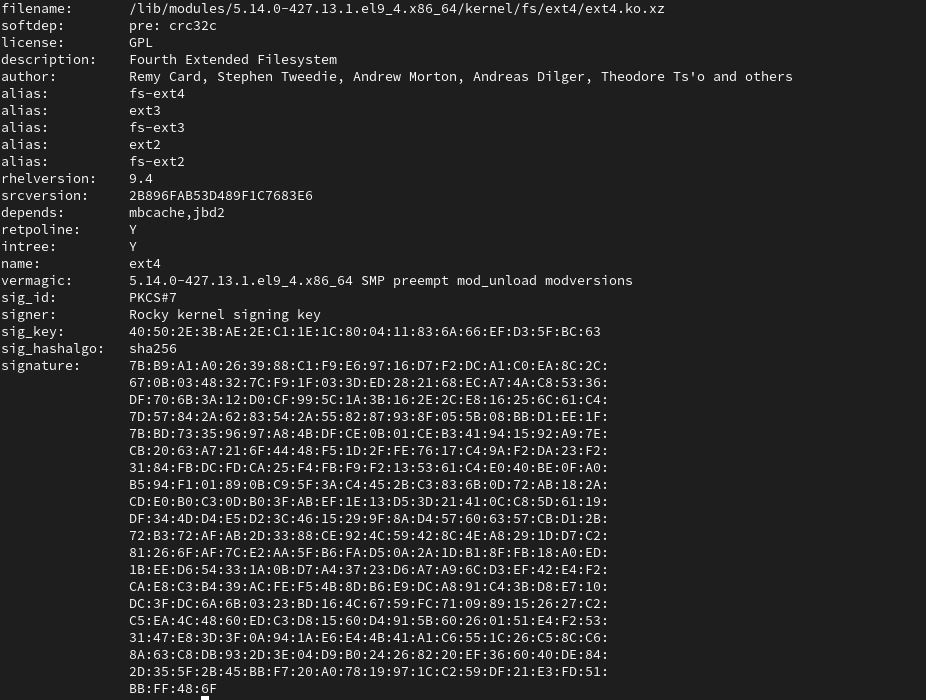 filename:       /lib/modules/5.14.0-427.13.1.el9_4.x86_64/kernel/fs/ext4/ext4.ko.xz
softdep:        pre: crc32c
license:        GPL
description:    Fourth Extended Filesystem
author:         Remy Card, Stephen Tweedie, Andrew Morton, Andreas Dilger, Theodore Ts'o and others
alias:          fs-ext4
alias:          ext3
alias:          fs-ext3
alias:          ext2
alias:          fs-ext2
rhelversion:    9.4
srcversion:     2B896FAB53D489F1C7683E6
depends:        mbcache,jbd2
retpoline:      Y
intree:         Y
name:           ext4
vermagic:       5.14.0-427.13.1.el9_4.x86_64 SMP preempt mod_unload modversions
sig_id:         PKCS#7
signer:         Rocky kernel signing key
sig_key:        40:50:2E:3B:AE:2E:C1:1E:1C:80:04:11:83:6A:66:EF:D3:5F:BC:63
sig_hashalgo:   sha256
signature:      7B:B9:A1:A0:26:39:88:C1:F9:E6:97:16:D7:F2:DC:A1:C0:EA:8C:2C:
                67:0B:03:48:32:7C:F9:1F:03:3D:ED:28:21:68:EC:A7:4A:C8:53:36:
                DF:70:6B:3A:12:D0:CF:99:5C:1A:3B:16:2E:2C:E8:16:25:6C:61:C4:
                7D:57:84:2A:62:83:54:2A:55:82:87:93:8F:05:5B:08:BB:D1:EE:1F:
                7B:BD:73:35:96:97:A8:4B:DF:CE:0B:01:CE:B3:41:94:15:92:A9:7E:
                CB:20:63:A7:21:6F:44:48:F5:1D:2F:FE:76:17:C4:9A:F2:DA:23:F2:
                31:84:FB:DC:FD:CA:25:F4:FB:F9:F2:13:53:61:C4:E0:40:BE:0F:A0:
                B5:94:F1:01:89:0B:C9:5F:3A:C4:45:2B:C3:83:6B:0D:72:AB:18:2A:
                CD:E0:B0:C3:0D:B0:3F:AB:EF:1E:13:D5:3D:21:41:0C:C8:5D:61:19:
                DF:34:4D:D4:E5:D2:3C:46:15:29:9F:8A:D4:57:60:63:57:CB:D1:2B:
                72:B3:72:AF:AB:2D:33:88:CE:92:4C:59:42:8C:4E:A8:29:1D:D7:C2:
                81:26:6F:AF:7C:E2:AA:5F:B6:FA:D5:0A:2A:1D:B1:8F:FB:18:A0:ED:
                1B:EE:D6:54:33:1A:0B:D7:A4:37:23:D6:A7:A9:6C:D3:EF:42:E4:F2:
                CA:E8:C3:B4:39:AC:FE:F5:4B:8D:B6:E9:DC:A8:91:C4:3B:D8:E7:10:
                DC:3F:DC:6A:6B:03:23:BD:16:4C:67:59:FC:71:09:89:15:26:27:C2:
                C5:EA:4C:48:60:ED:C3:D8:15:60:D4:91:5B:60:26:01:51:E4:F2:53:
                31:47:E8:3D:3F:0A:94:1A:E6:E4:4B:41:A1:C6:55:1C:26:C5:8C:C6:
                8A:63:C8:DB:93:2D:3E:04:D9:B0:24:26:82:20:EF:36:60:40:DE:84:
                2D:35:5F:2B:45:BB:F7:20:A0:78:19:97:1C:C2:59:DF:21:E3:FD:51:
                BB:FF:48:6F